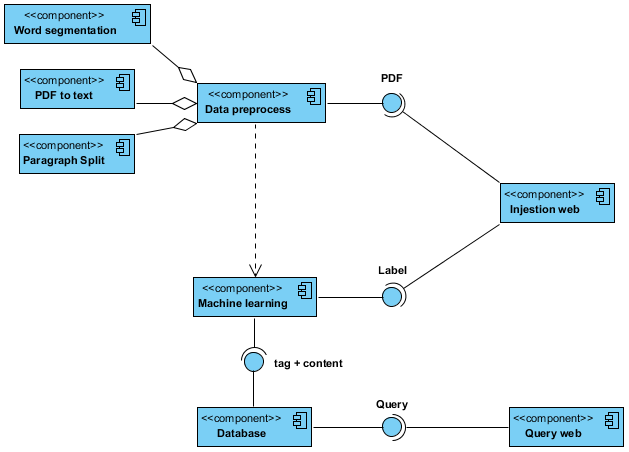 <<component>>
Word segmentation
<<component>>
PDF to text
<<component>>
Paragraph Split
<<component>>
Data preprocess
PDF
<<component>>
Injestion web
Label
<<component>>
Machine learning
tag + content
<<component>>
Database
Query
<<component>>
Query web